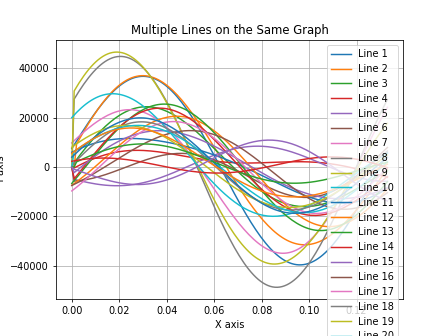 Multiple Lines on the Same Graph
40000
20000
0
−20000
−40000
0.00
0.02
0.04
0.06
0.08
0.10
X axis
Line 1
Line 2
Line 3
Line 4
Line 5
Line 6
Line 7
Line 8
Line 9
Line 10
Line 11
Line 12
Line 13
Line 14
Line 15
Line 16
Line 17
Line 18
Line 19
Line 20